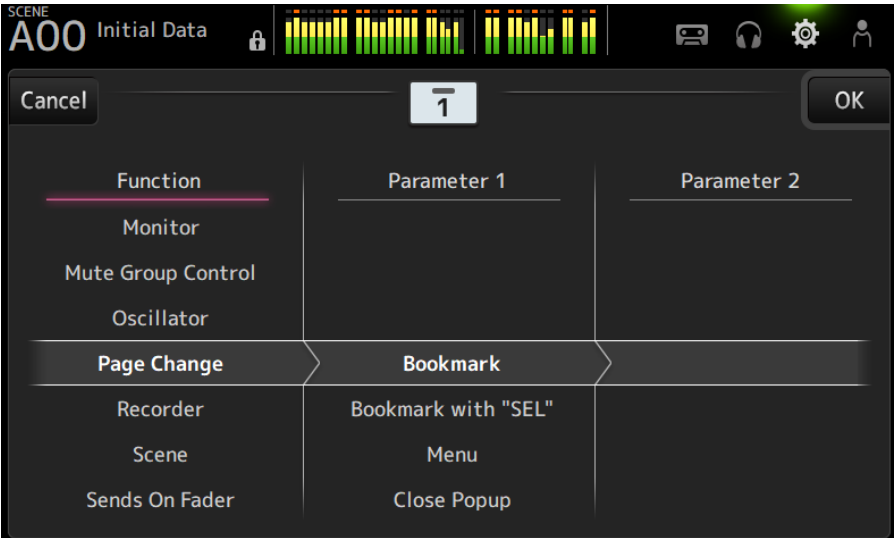 SCENE
A00 Initial Data
Cancel
1
OK
Function Parameter 1 Parameter 2
Monitor
Mute Group Control
Oscillator
Page Change Bookmark
Recorder Bookmark with "SEL"
Scene Menu
Sends On Fader Close Popup